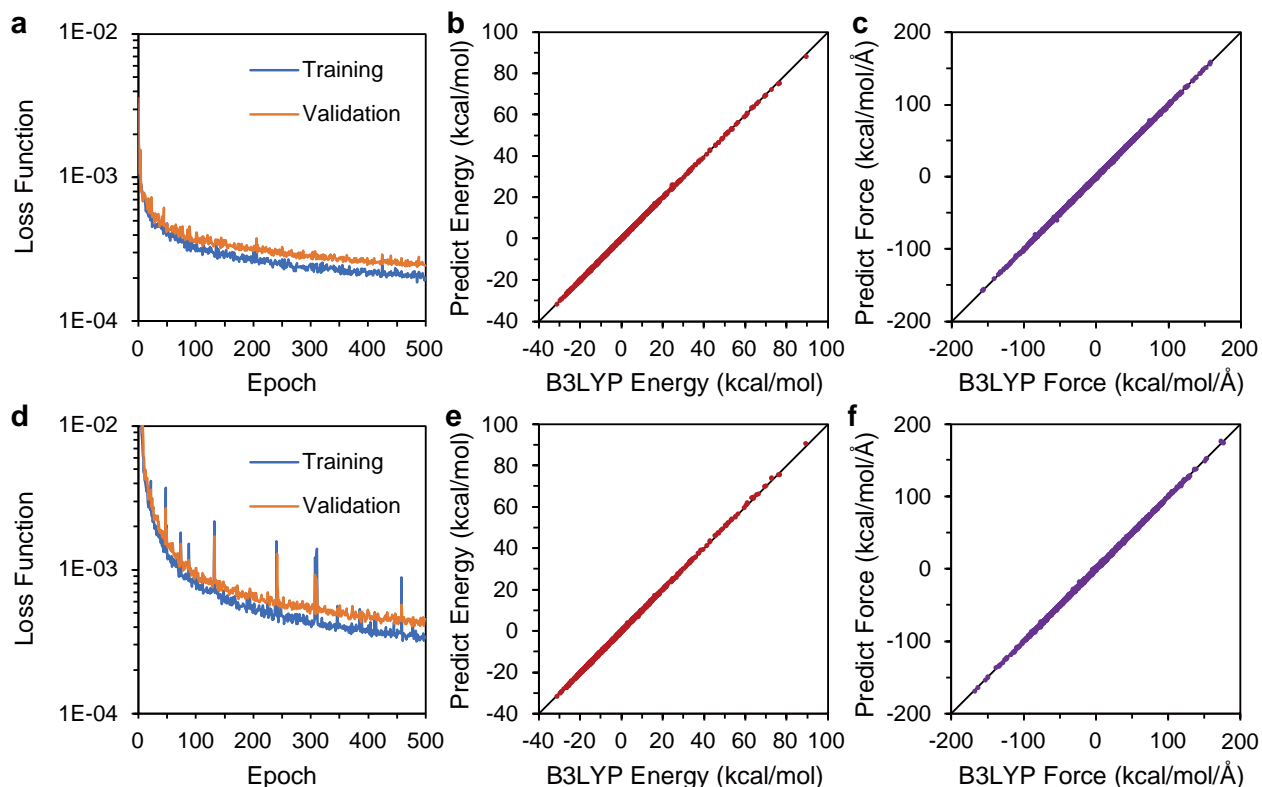 a
1E-02
1E-03
1E-04
Loss Function
Training
Validation
0 100 200 300 400 500
Epoch
b
100
80
60
40
20
0
-20
-40
Predict Energy (kcal/mol)
-40 -20 0 20 40 60 80 100
B3LYP Energy (kcal/mol)
c
200
100
0
-100
-200
Predict Force (kcal/mol/Å)
-200 -100 0 100 200
B3LYP Force (kcal/mol/Å)
d
1E-02
1E-03
1E-04
Loss Function
Training
Validation
0 100 200 300 400 500
Epoch
e
100
80
60
40
20
0
-20
-40
Predict Energy (kcal/mol)
-40 -20 0 20 40 60 80 100
B3LYP Energy (kcal/mol)
f
200
100
0
-100
-200
Predict Force (kcal/mol/Å)
-200 -100 0 100 200
B3LYP Force (kcal/mol/Å)